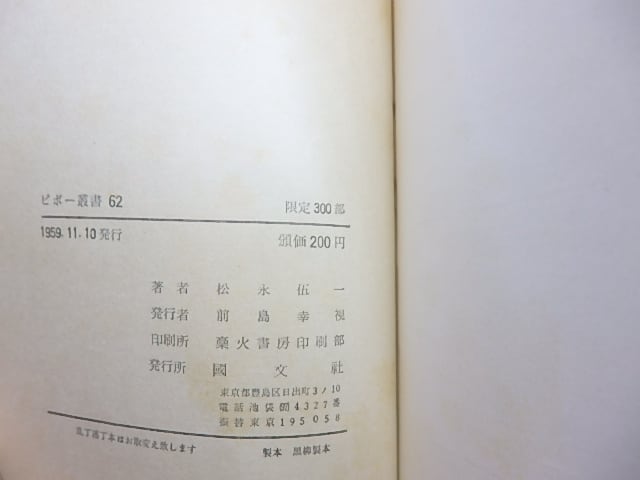 ピポー叢書 62 限定 300 部
1959.11.10 発行 頒価 200 円
著者 松永伍一
発行者 前島幸視
印刷所 藁火書房印刷部
発行所 國文社
東京都豊島区日出町3/10
電話池袋(98)4327番
振替東京195058
乱丁落丁本はお取変え致します 製本 黒柳製本